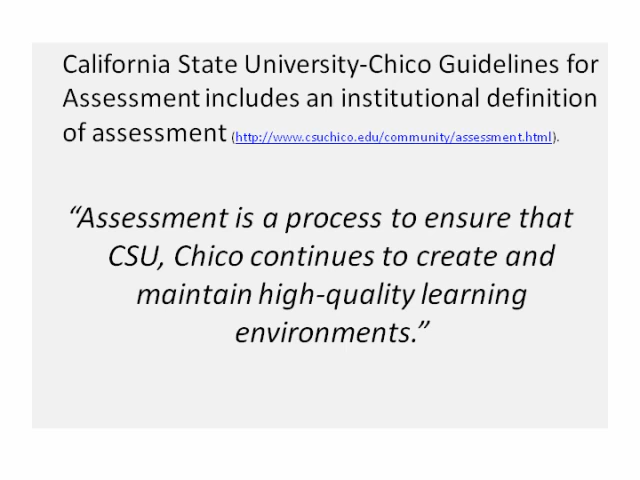 California State University-Chico Guidelines for
Assessment includes an institutional definition
of assessment (http://www.csuchico.edu/community/assessment.html).
“Assessment is a process to ensure that
CSU, Chico continues to create and
maintain high-quality learning
environments.”